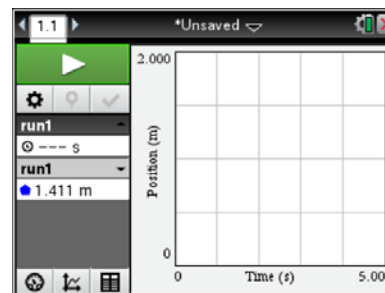 1.1
*Unsaved
run1
--- s
run1
1.411 m
2.000
Position (m)
0
0
Time (s)
5.00